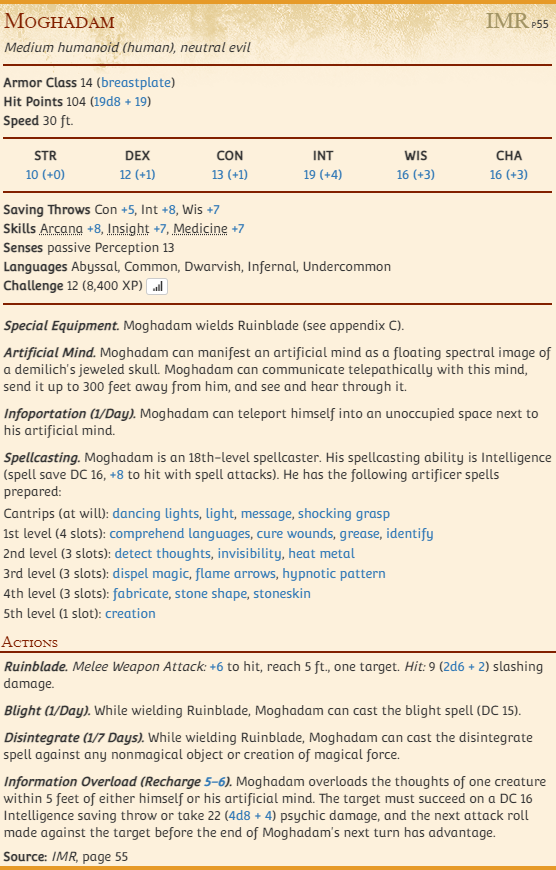 Moghadam IMR P55
Medium humanoid (human), neutral evil
Armor Class 14 (breastplate)
Hit Points 104 (19d8 + 19)
Speed 30 ft.
STR DEX CON INT WIS CHA
10 (+0) 12 (+1) 13 (+1) 19 (+4) 16 (+3) 16 (+3)
Saving Throws Con +5, Int +8, Wis +7
Skills Arcana +8, Insight +7, Medicine +7
Senses passive Perception 13
Languages Abyssal, Common, Dwarvish, Infernal, Undercommon
Challenge 12 (8,400 XP)
Special Equipment. Moghadam wields Ruinblade (see appendix C).
Artificial Mind. Moghadam can manifest an artificial mind as a floating spectral image of
a demilich's jeweled skull. Moghadam can communicate telepathically with this mind,
send it up to 300 feet away from him, and see and hear through it.
Infoportation (1/Day). Moghadam can teleport himself into an unoccupied space next to
his artificial mind.
Spellcasting. Moghadam is an 18th-level spellcaster. His spellcasting ability is Intelligence
(spell save DC 16, +8 to hit with spell attacks). He has the following artificer spells
prepared:
Cantrips (at will): dancing lights, light, message, shocking grasp
1st level (4 slots): comprehend languages, cure wounds, grease, identify
2nd level (3 slots): detect thoughts, invisibility, heat metal
3rd level (3 slots): dispel magic, flame arrows, hypnotic pattern
4th level (3 slots): fabricate, stone shape, stoneskin
5th level (1 slot): creation
Actions
Ruinblade. Melee Weapon Attack: +6 to hit, reach 5 ft., one target. Hit: 9 (2d6 + 2) slashing
damage.
Blight (1/Day). While wielding Ruinblade, Moghadam can cast the blight spell (DC 15).
Disintegrate (1/7 Days). While wielding Ruinblade, Moghadam can cast the disintegrate
spell against any nonmagical object or creation of magical force.
Information Overload (Recharge 5–6). Moghadam overloads the thoughts of one creature
within 5 feet of either himself or his artificial mind. The target must succeed on a DC 16
Intelligence saving throw or take 22 (4d8 + 4) psychic damage, and the next attack roll
made against the target before the end of Moghadam's next turn has advantage.
Source: IMR, page 55